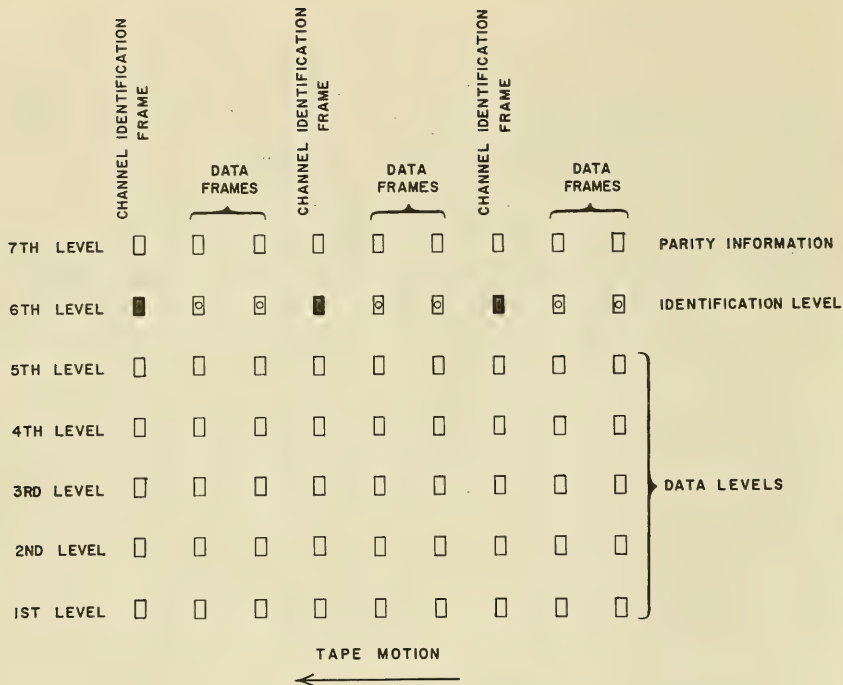 CHANNEL IDENTIFICATION
FRAME
DATA
FRAMES
CHANNEL IDENTIFICATION
FRAME
DATA
FRAMES
CHANNEL IDENTIFICATION
FRAME
DATA
FRAMES
7TH LEVEL
PARITY INFORMATION
6TH LEVEL
IDENTIFICATION LEVEL
5TH LEVEL
4TH LEVEL
3RD LEVEL
DATA LEVELS
2ND LEVEL
1ST LEVEL
TAPE MOTION